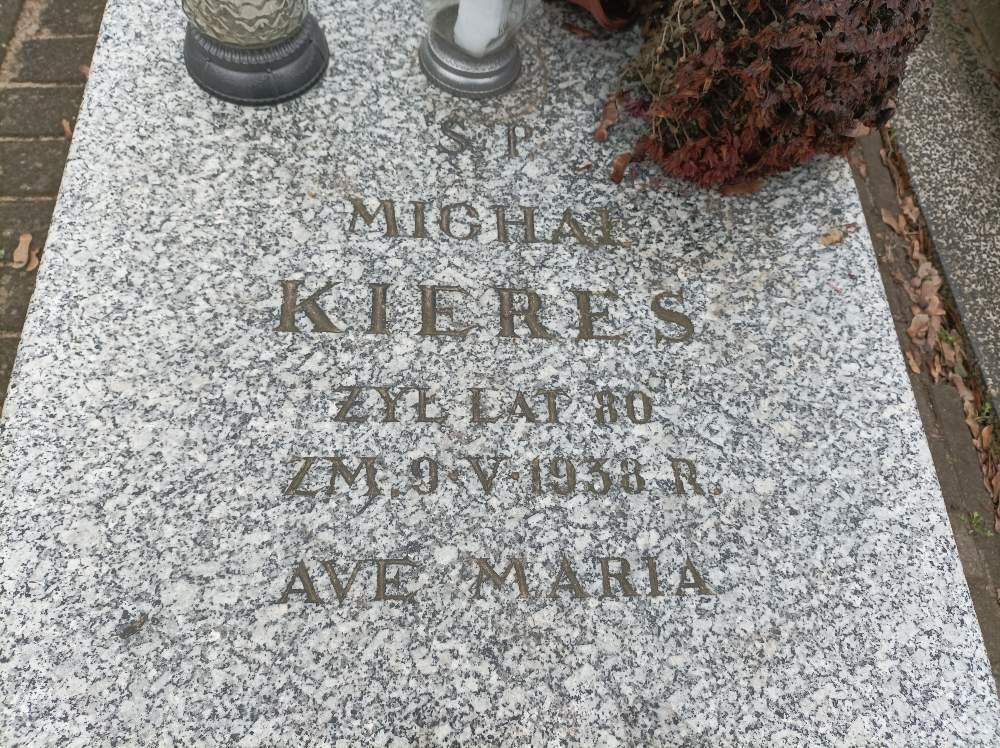 Ś P
MICHAŁ
KIERES
ŻYŁ LAT 80
ZM. 9·V·1938 R.
AVE MARIA